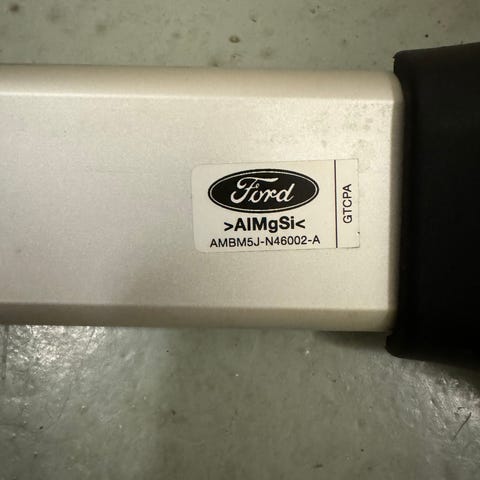 Ford
>AlMgSi<
AMBM5J-N46002-A
GTCPA